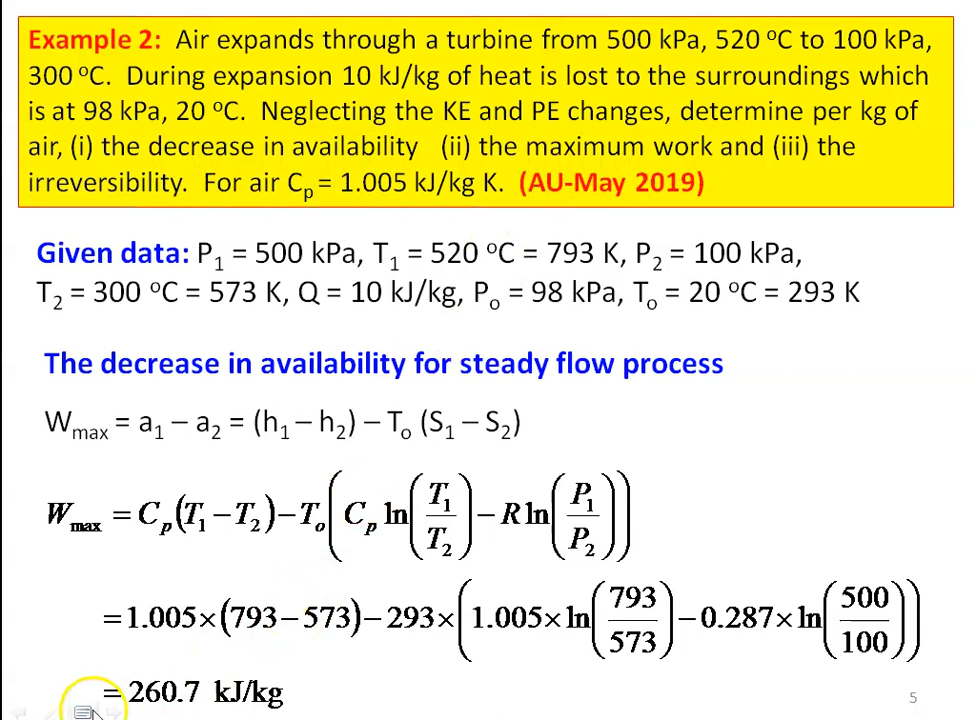 Example 2: Air expands through a turbine from 500 kPa, 520 °C to 100 kPa,
300 °C. During expansion 10 kJ/kg of heat is lost to the surroundings which
is at 98 kPa, 20 °C. Neglecting the KE and PE changes, determine per kg of
air, (i) the decrease in availability (ii) the maximum work and (iii) the
irreversibility. For air Cp = 1.005 kJ/kg K. (AU-May 2019)
Given data: P1 = 500 kPa, T1 = 520 °C = 793 K, P2 = 100 kPa,
T2 = 300 °C = 573 K, Q = 10 kJ/kg, Po = 98 kPa, To = 20 °C = 293 K
The decrease in availability for steady flow process
Wmax = a1 – a2 = (h1 – h2) – To (S1 – S2)
Wmax = Cp(T1 − T2) − To(Cp ln(T1/T2) − R ln(P1/P2))
= 1.005×(793−573)−293×(1.005×ln(793/573)−0.287×ln(500/100))
= 260.7 kJ/kg
5